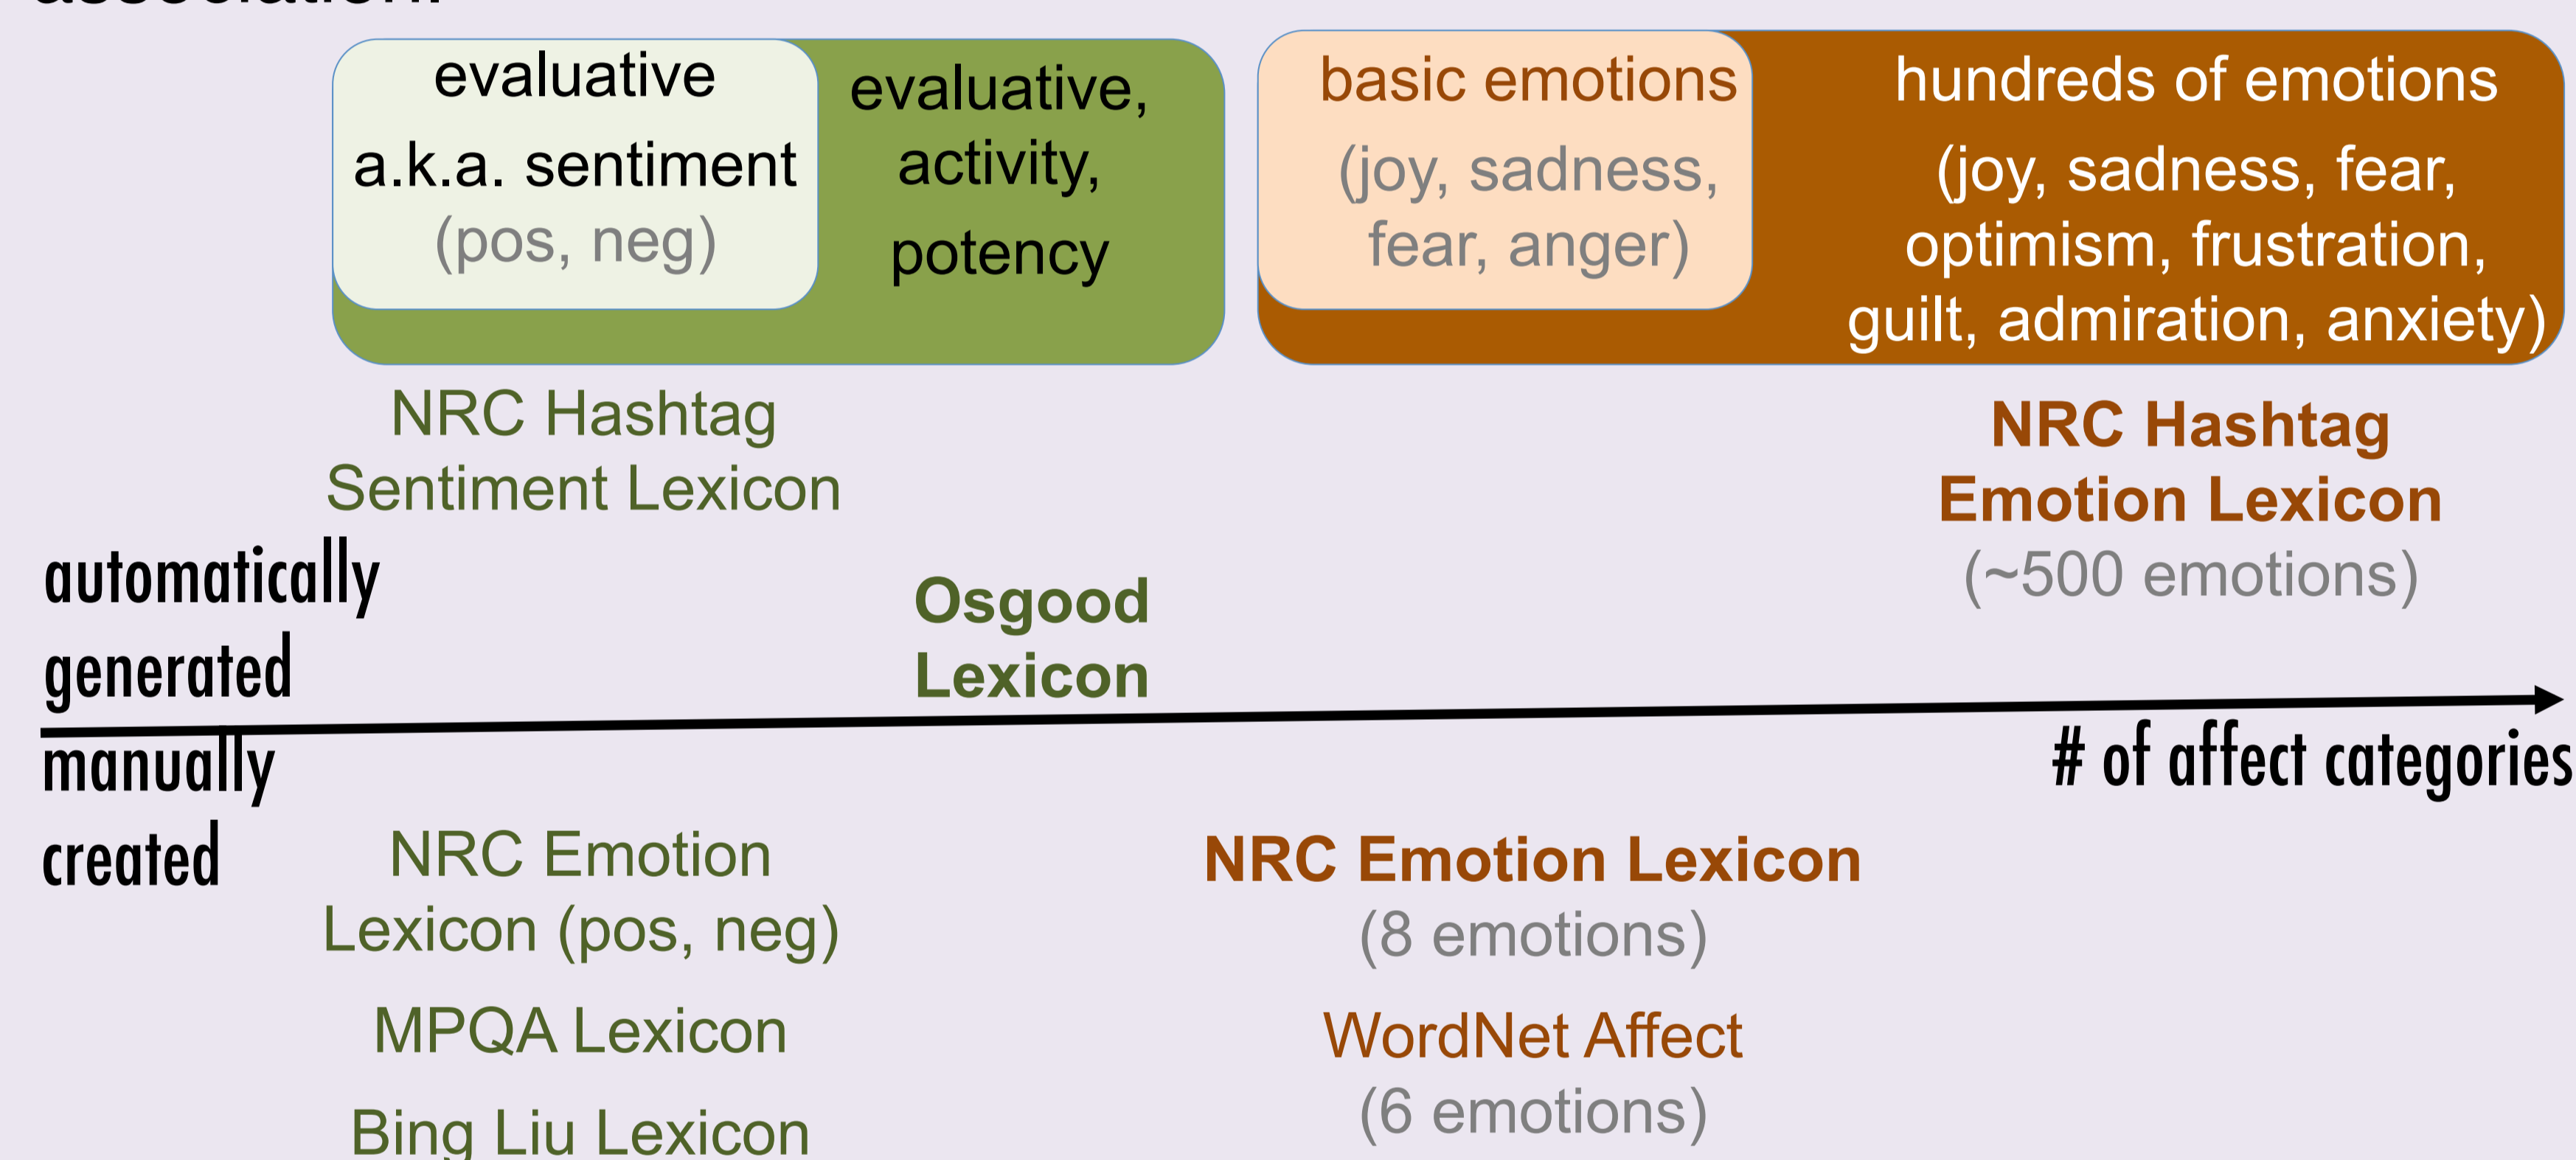 association:
evaluative
a.k.a. sentiment
(pos, neg)
evaluative,
activity,
potency
basic emotions
(joy, sadness,
fear, anger)
hundreds of emotions
(joy, sadness, fear,
optimism, frustration,
guilt, admiration, anxiety)
NRC Hashtag
Sentiment Lexicon
NRC Hashtag
Emotion Lexicon
(~500 emotions)
automatically
generated
Osgood
Lexicon
manually
created
# of affect categories
NRC Emotion
Lexicon (pos, neg)
MPQA Lexicon
Bing Liu Lexicon
NRC Emotion Lexicon
(8 emotions)
WordNet Affect
(6 emotions)